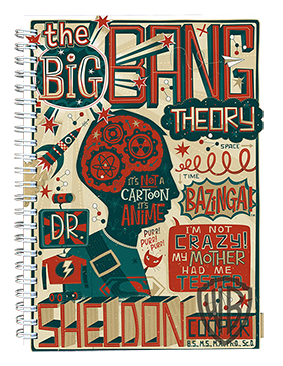 the
BIG BANG
THEORY
SPACE
TIME
IT'S NOT A
CARTOON
IT'S
ANIME
BAZINGA!
PURR!
PURR!
PURR!
DR.
I'M NOT
CRAZY!
MY MOTHER
HAD ME
TESTED
SHELDON
COOPER
B.S., M.S., M.A., Ph.D., Sc.D.